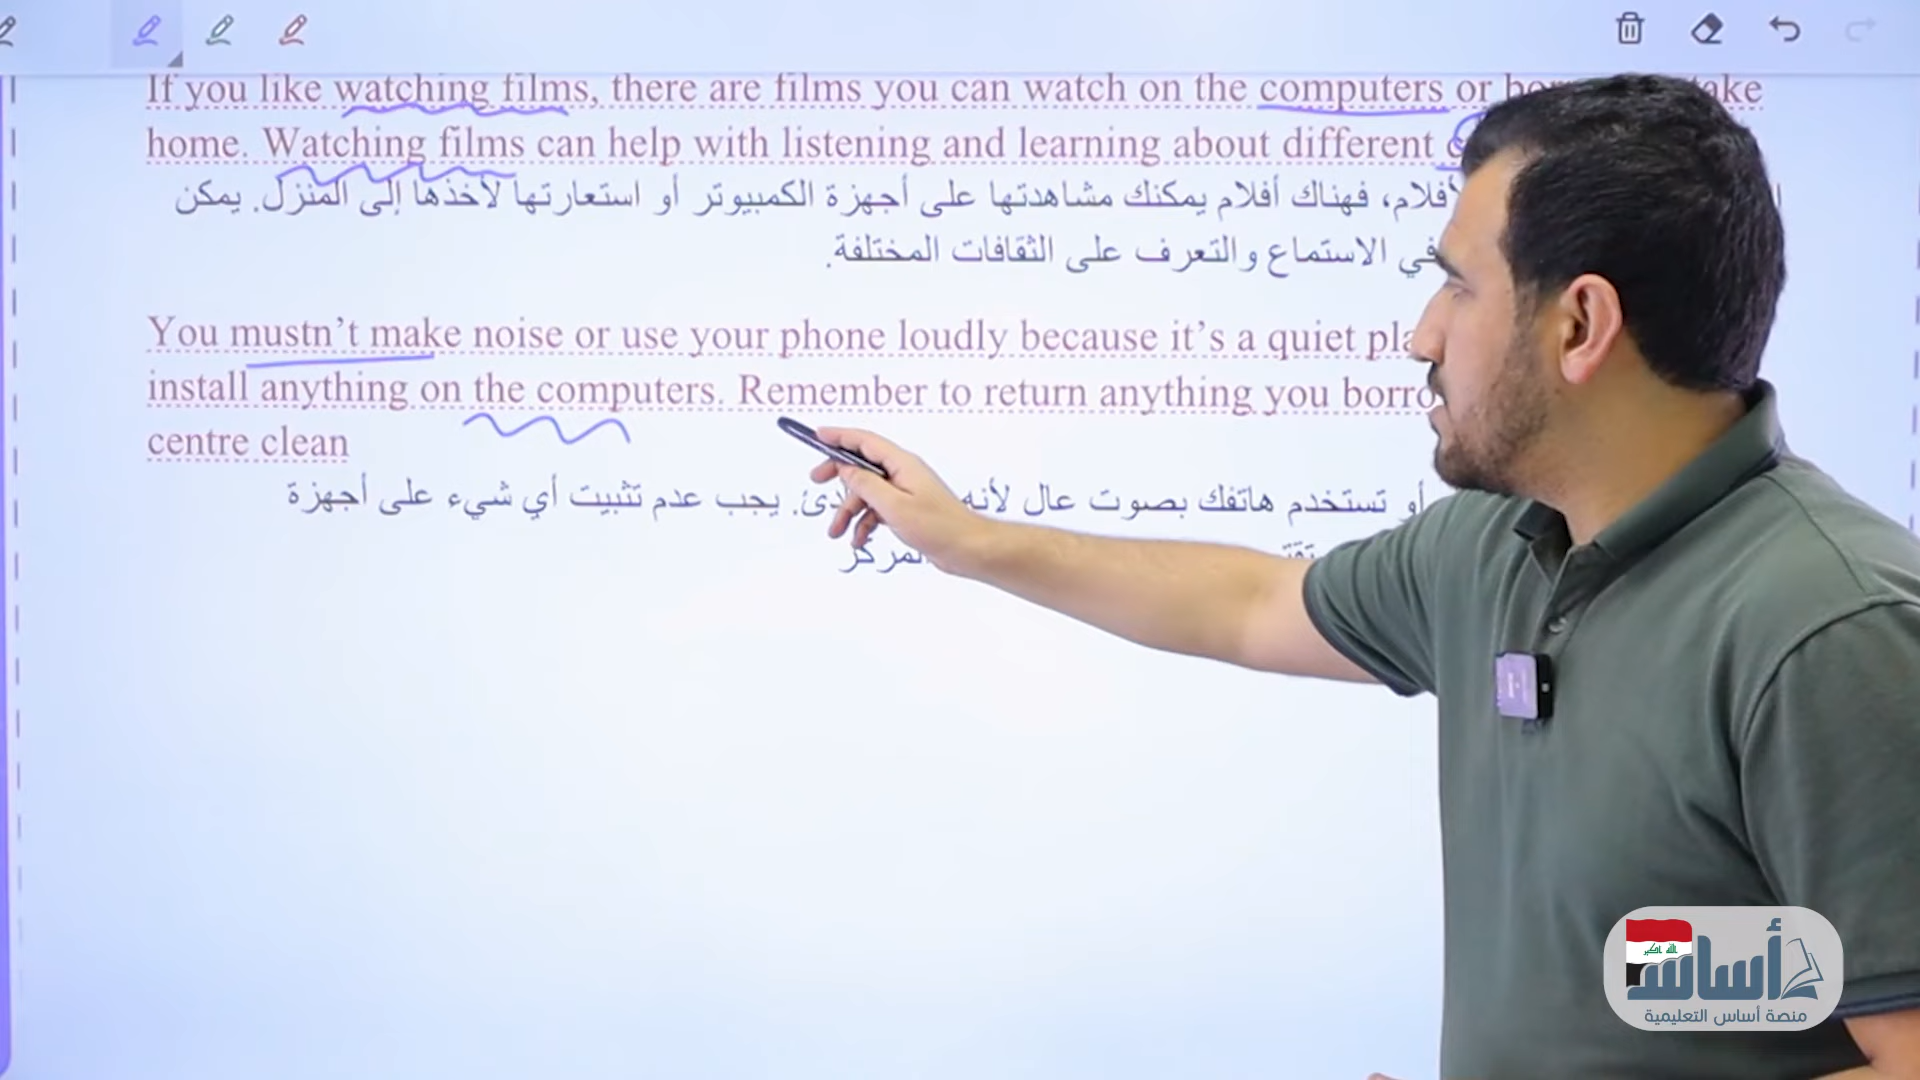 If you like watching films, there are films you can watch on the computers or
home. Watching films can help with listening and learning about different
الأفلام، فهناك أفلام يمكنك مشاهدتها على أجهزة الكمبيوتر أو استعارتها لأخذها إلى المنزل. يمكن
في الاستماع والتعرف على الثقافات المختلفة.
You mustn't make noise or use your phone loudly because it's a quiet
install anything on the computers. Remember to return anything you
centre clean
أو تستخدم هاتفك بصوت عال لأنه يجب عدم تثبيت أي شيء على أجهزة
المركز
أساس
منصة أساس التعليمية